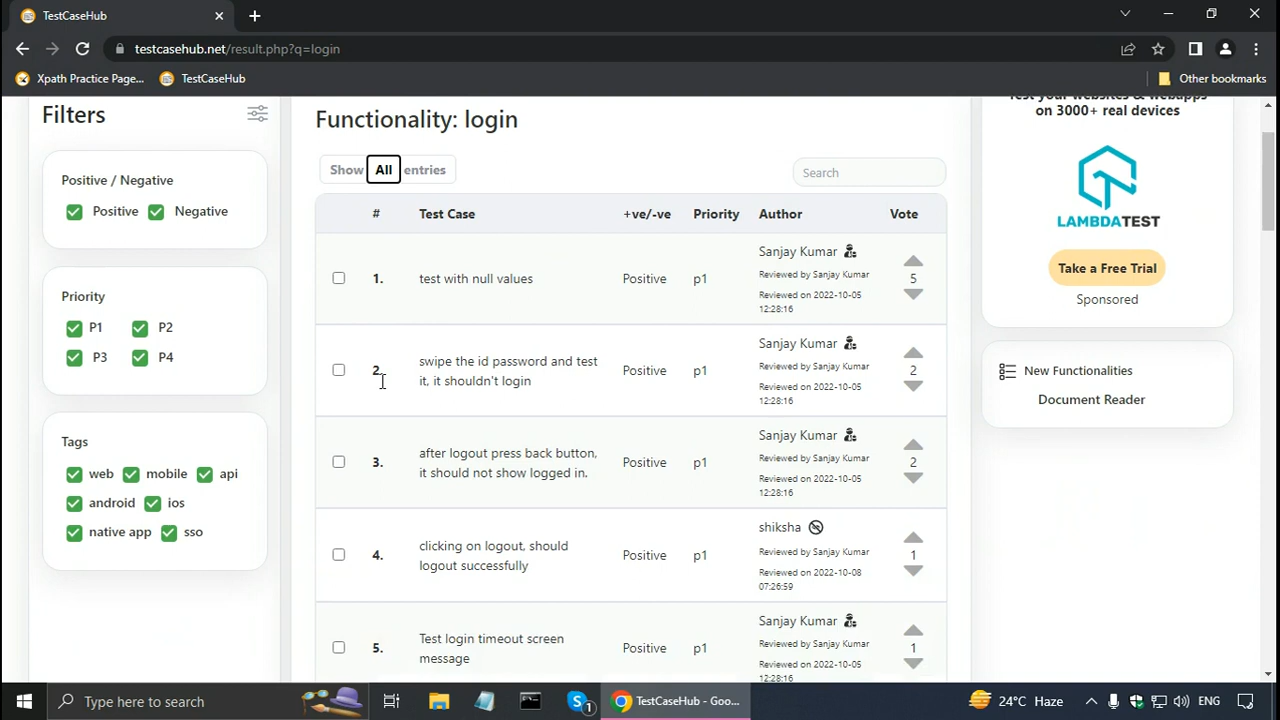 TestCaseHub
testcasehub.net/result.php?q=login
Xpath Practice Page... TestCaseHub Other bookmarks
Filters
Positive / Negative
Positive Negative
Priority
P1 P2
P3 P4
Tags
web mobile api
android ios
native app sso
Functionality: login
Show All entries
Search
# Test Case +ve/-ve Priority Author Vote
1. test with null values Positive p1 Sanjay Kumar 5
Reviewed by Sanjay Kumar
Reviewed on 2022-10-05
12:28:16
2. swipe the id password and test
it, it shouldn't login
Positive p1 Sanjay Kumar 2
Reviewed by Sanjay Kumar
Reviewed on 2022-10-05
12:28:16
3. after logout press back button,
it should not show logged in.
Positive p1 Sanjay Kumar 2
Reviewed by Sanjay Kumar
Reviewed on 2022-10-05
12:28:16
4. clicking on logout, should
logout successfully
Positive p1 shiksha 1
Reviewed by Sanjay Kumar
Reviewed on 2022-10-08
07:26:59
5. Test login timeout screen
message
Positive p1 Sanjay Kumar 1
Reviewed by Sanjay Kumar
Reviewed on 2022-10-05
12:28:16
on 3000+ real devices
LAMBDATEST
Take a Free Trial
Sponsored
New Functionalities
Document Reader
Type here to search
1
TestCaseHub - Goo...
24°C Haze
ENG